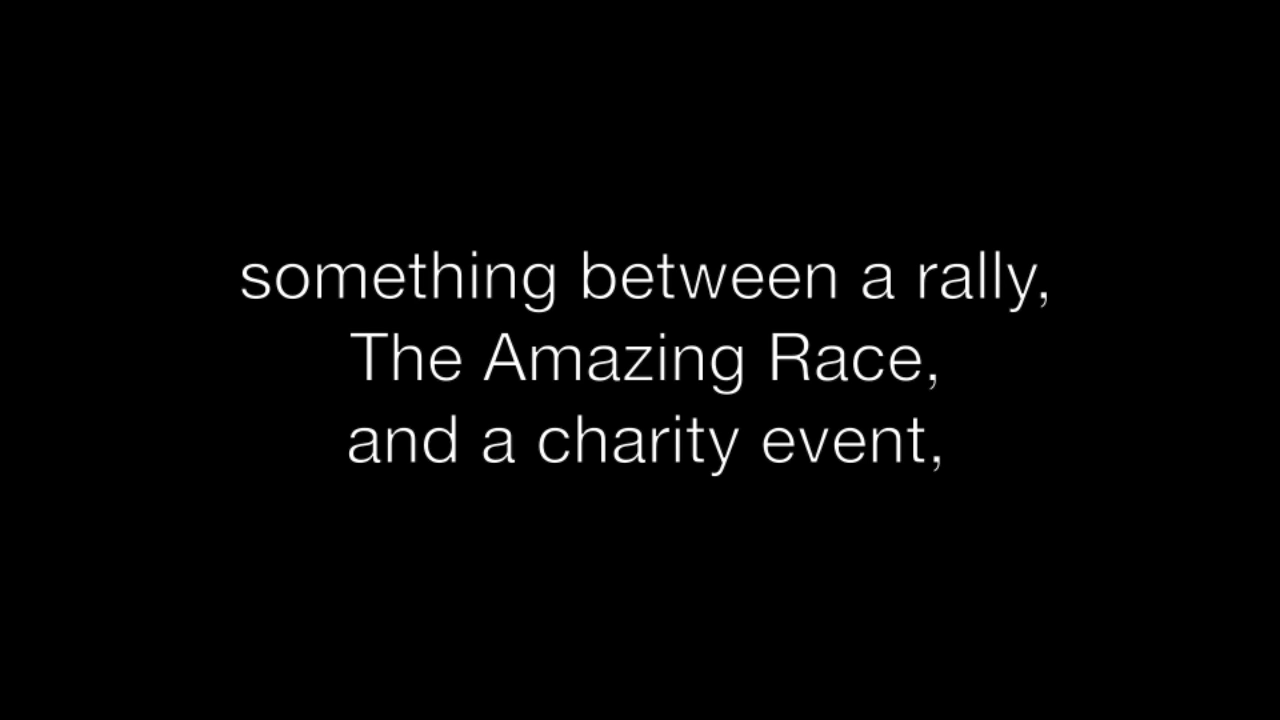 something between a rally,
The Amazing Race,
and a charity event,